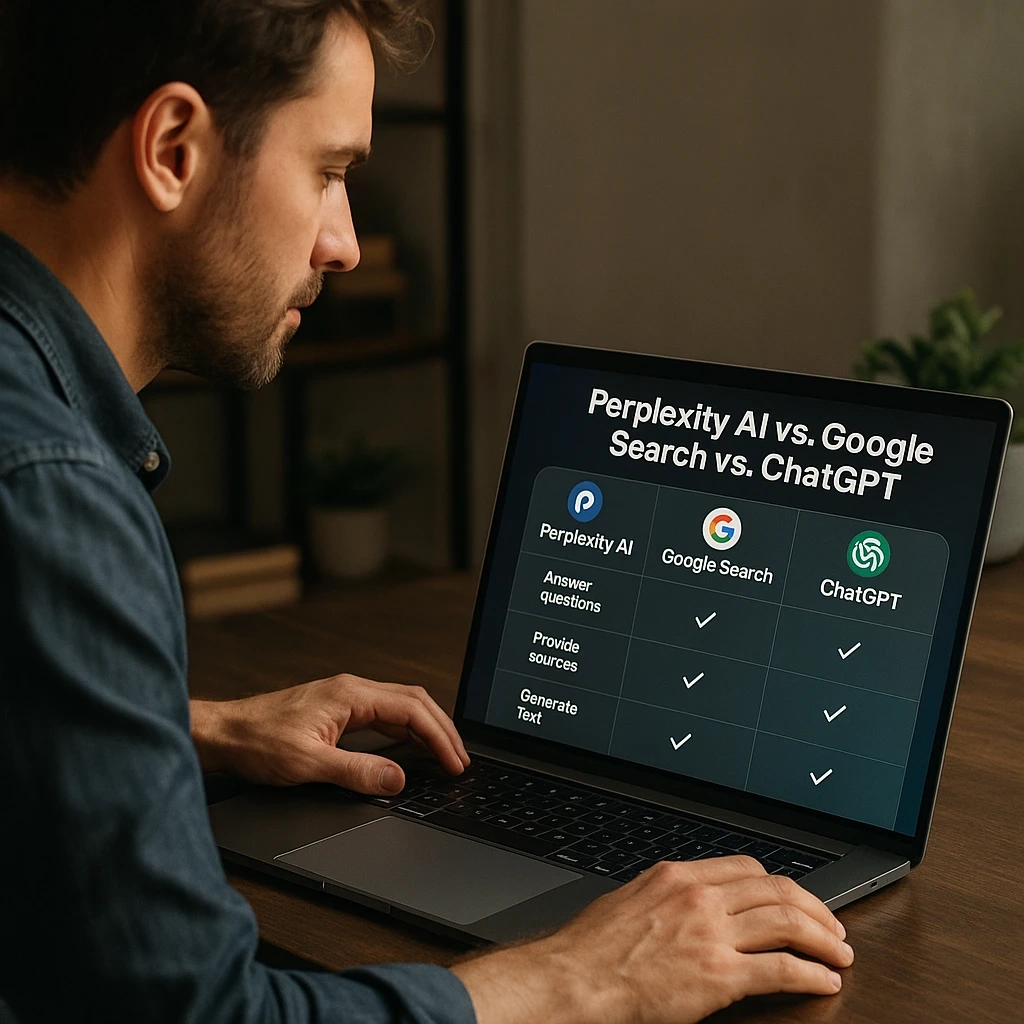 Perplexity AI vs. Google
Search vs. ChatGPT
Perplexity AI
Google Search
ChatGPT
Answer
questions
✓
✓
Provide
sources
✓
✓
Generate
Text
✓
✓